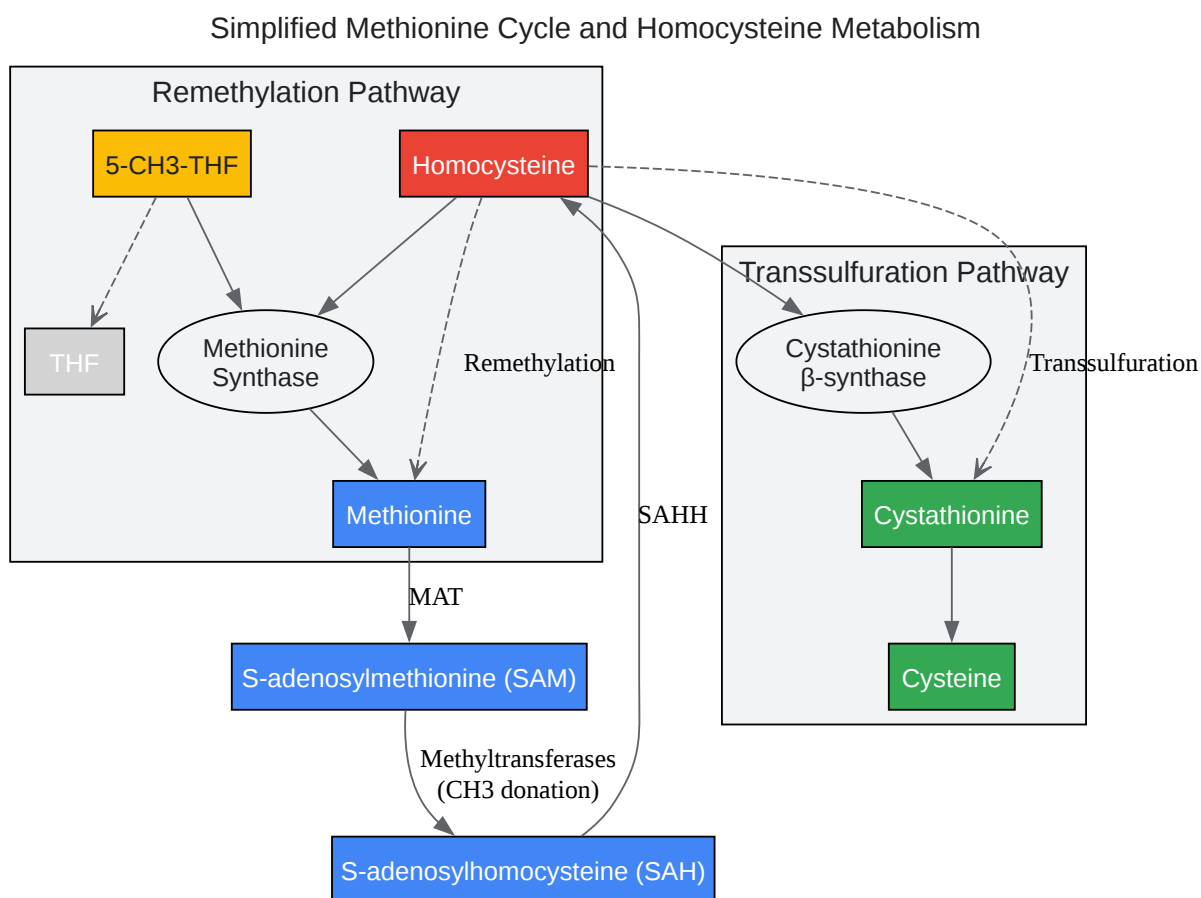 Simplified Methionine Cycle and Homocysteine Metabolism
Remethylation Pathway
5-CH3-THF
Homocysteine
Transsulfuration Pathway
THF
Methionine
Synthase
Remethylation
Cystathionine
β-synthase
Transsulfuration
Methionine
SAHH
Cystathionine
MAT
S-adenosylmethionine (SAM)
Cysteine
Methyltransferases
(CH3 donation)
S-adenosylhomocysteine (SAH)